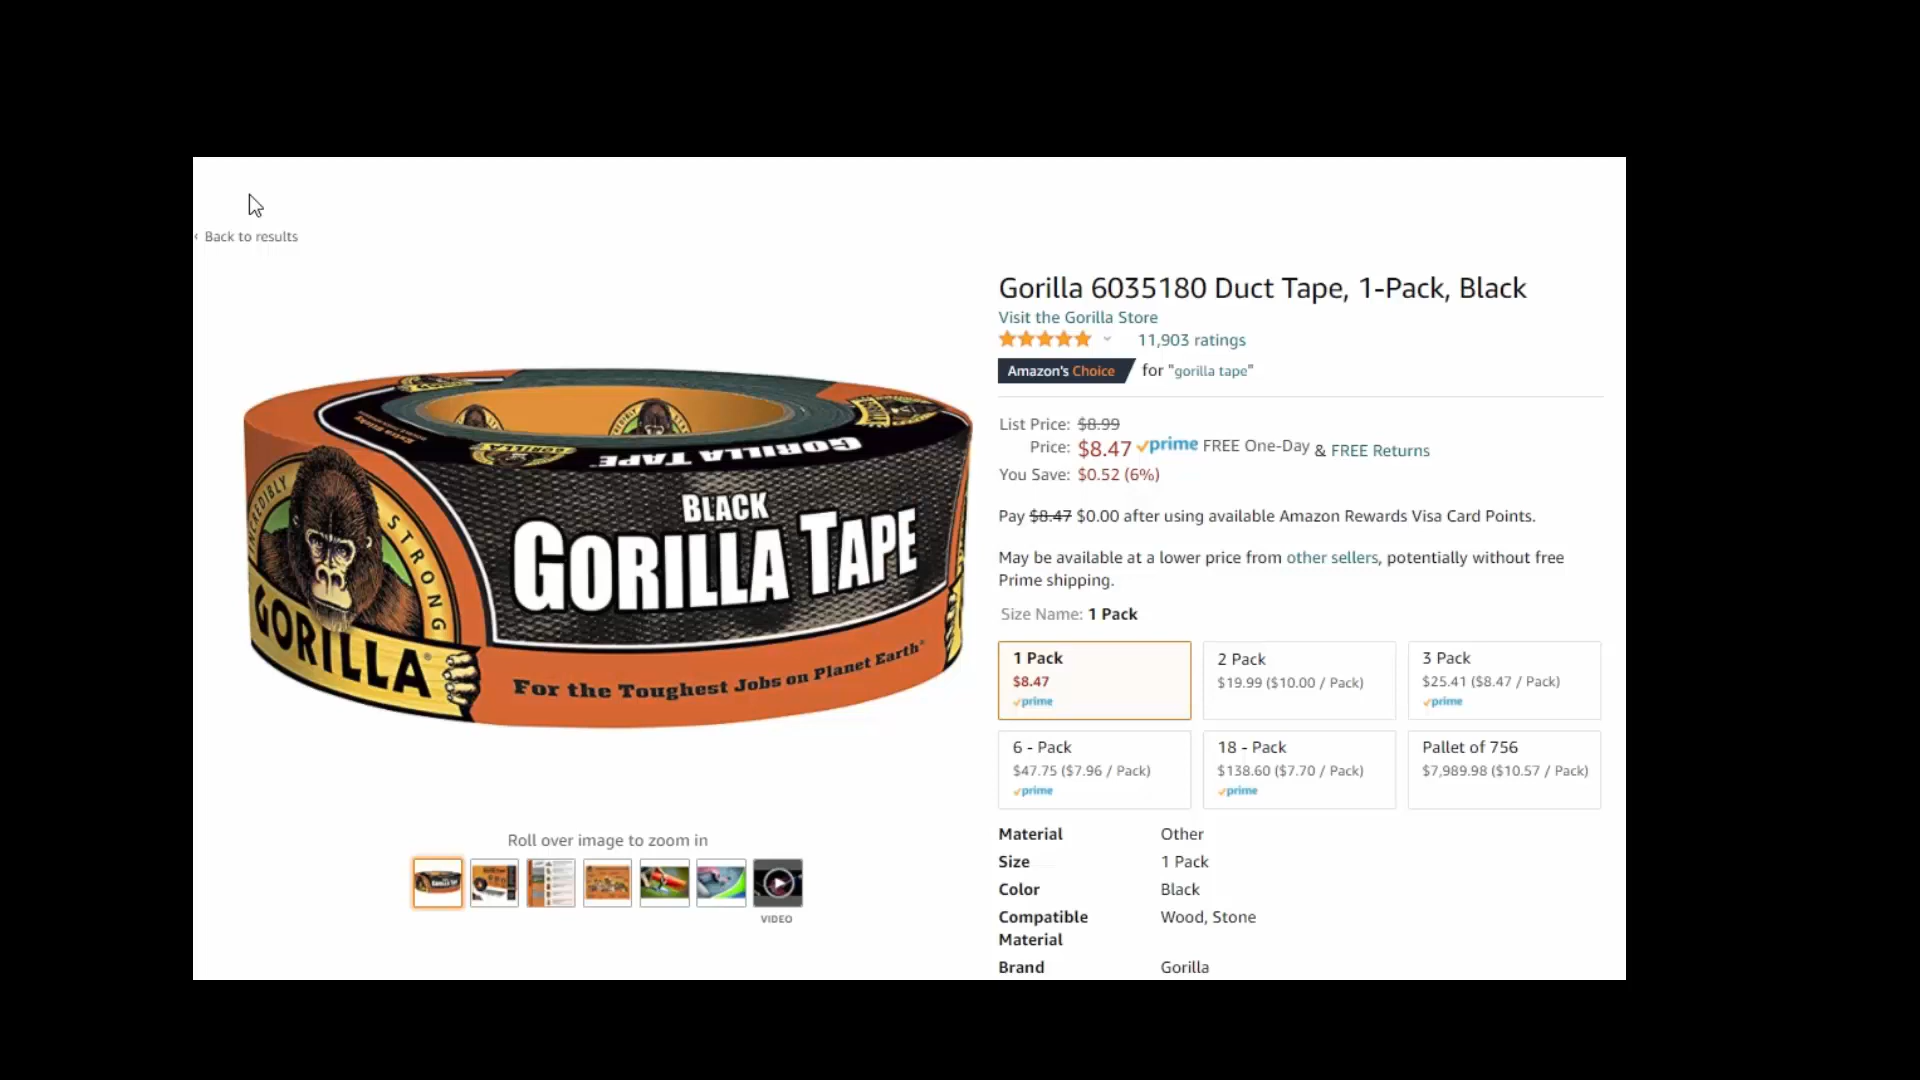 ‹ Back to results
Gorilla 6035180 Duct Tape, 1-Pack, Black
Visit the Gorilla Store
11,903 ratings
Amazon's Choice for "gorilla tape"
List Price: $8.99
Price: $8.47 prime FREE One-Day & FREE Returns
You Save: $0.52 (6%)
Pay $8.47 $0.00 after using available Amazon Rewards Visa Card Points.
May be available at a lower price from other sellers, potentially without free
Prime shipping.
Size Name: 1 Pack
1 Pack
$8.47
prime
2 Pack
$19.99 ($10.00 / Pack)
3 Pack
$25.41 ($8.47 / Pack)
prime
6 - Pack
$47.75 ($7.96 / Pack)
prime
18 - Pack
$138.60 ($7.70 / Pack)
prime
Pallet of 756
$7,989.98 ($10.57 / Pack)
Material Other
Size 1 Pack
Color Black
Compatible Wood, Stone
Material
Brand Gorilla
GORILLA TAPE
BLACK
GORILLA TAPE
INCREDIBLY STRONG
GORILLA®
For the Toughest Jobs on Planet Earth®
Roll over image to zoom in
VIDEO